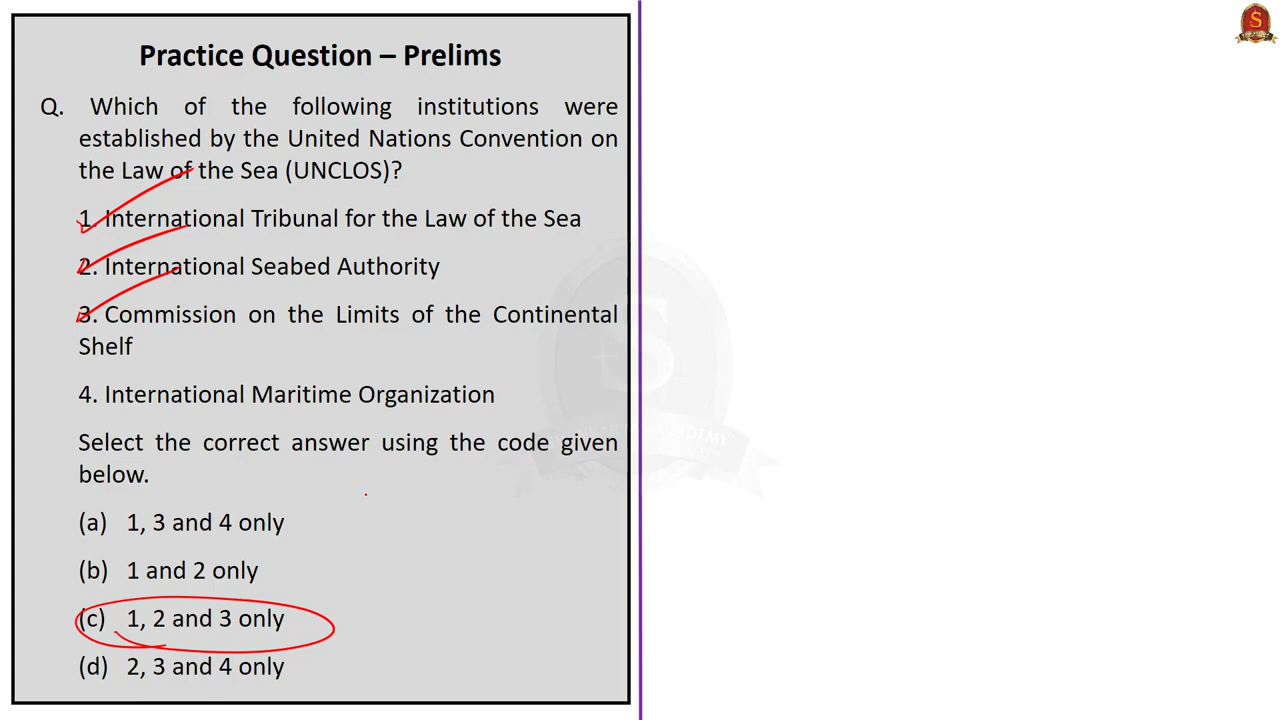 Practice Question – Prelims
Q. Which of the following institutions were
established by the United Nations Convention on
the Law of the Sea (UNCLOS)?
1. International Tribunal for the Law of the Sea
2. International Seabed Authority
3. Commission on the Limits of the Continental
Shelf
4. International Maritime Organization
Select the correct answer using the code given
below.
(a) 1, 3 and 4 only
(b) 1 and 2 only
(c) 1, 2 and 3 only
(d) 2, 3 and 4 only
S
S